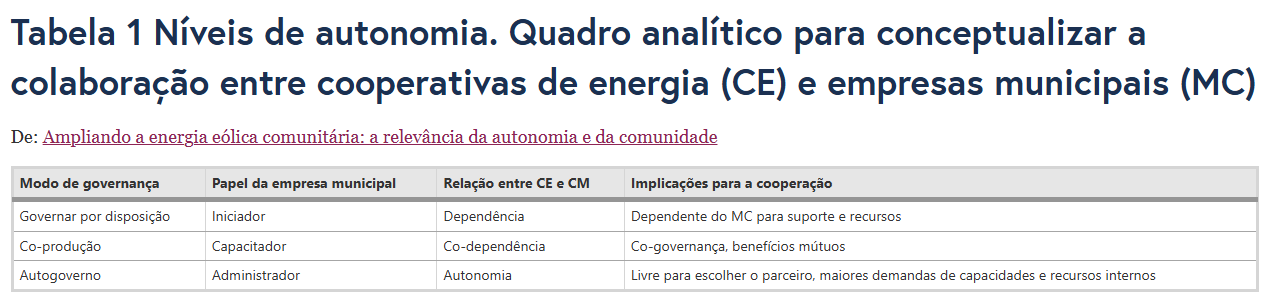 Tabela 1 Níveis de autonomia. Quadro analítico para conceptualizar a
colaboração entre cooperativas de energia (CE) e empresas municipais (MC)
De: Ampliando a energia eólica comunitária: a relevância da autonomia e da comunidade
Modo de governança Papel da empresa municipal Relação entre CE e CM Implicações para a cooperação
Governar por disposição Iniciador Dependência Dependente do MC para suporte e recursos
Co-produção Capacitador Co-dependência Co-governança, benefícios mútuos
Autogoverno Administrador Autonomia Livre para escolher o parceiro, maiores demandas de capacidades e recursos internos